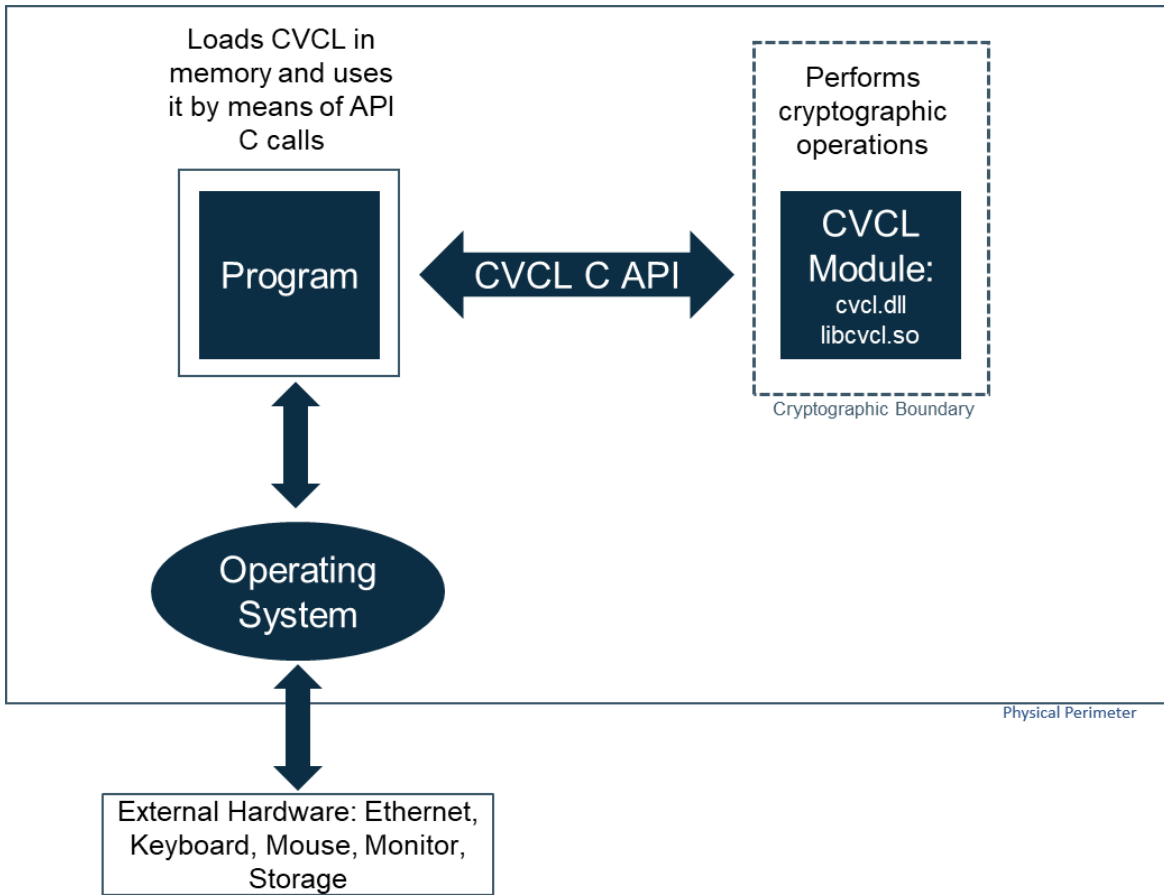 Loads CVCL in
memory and uses
it by means of API
C calls
Program
CVCL C API
Performs
cryptographic
operations
CVCL
Module:
cvcl.dll
libcvcl.so
Cryptographic Boundary
Operating
System
Physical Perimeter
External Hardware: Ethernet,
Keyboard, Mouse, Monitor,
Storage